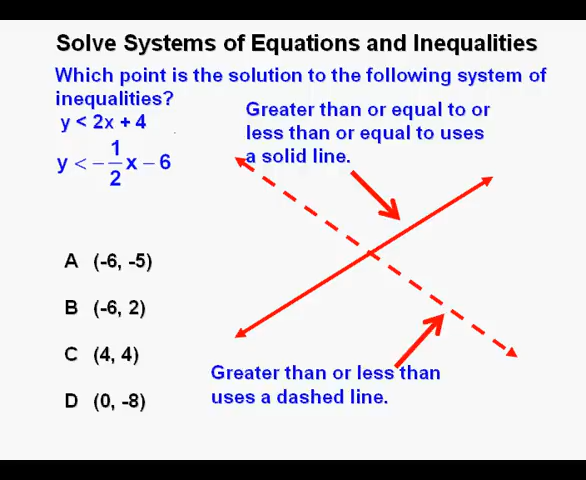 Solve Systems of Equations and Inequalities
Which point is the solution to the following system of
inequalities?
y < 2x + 4
y < -1/2 x - 6
Greater than or equal to or
less than or equal to uses
a solid line.
A (-6, -5)
B (-6, 2)
C (4, 4)
D (0, -8)
Greater than or less than
uses a dashed line.